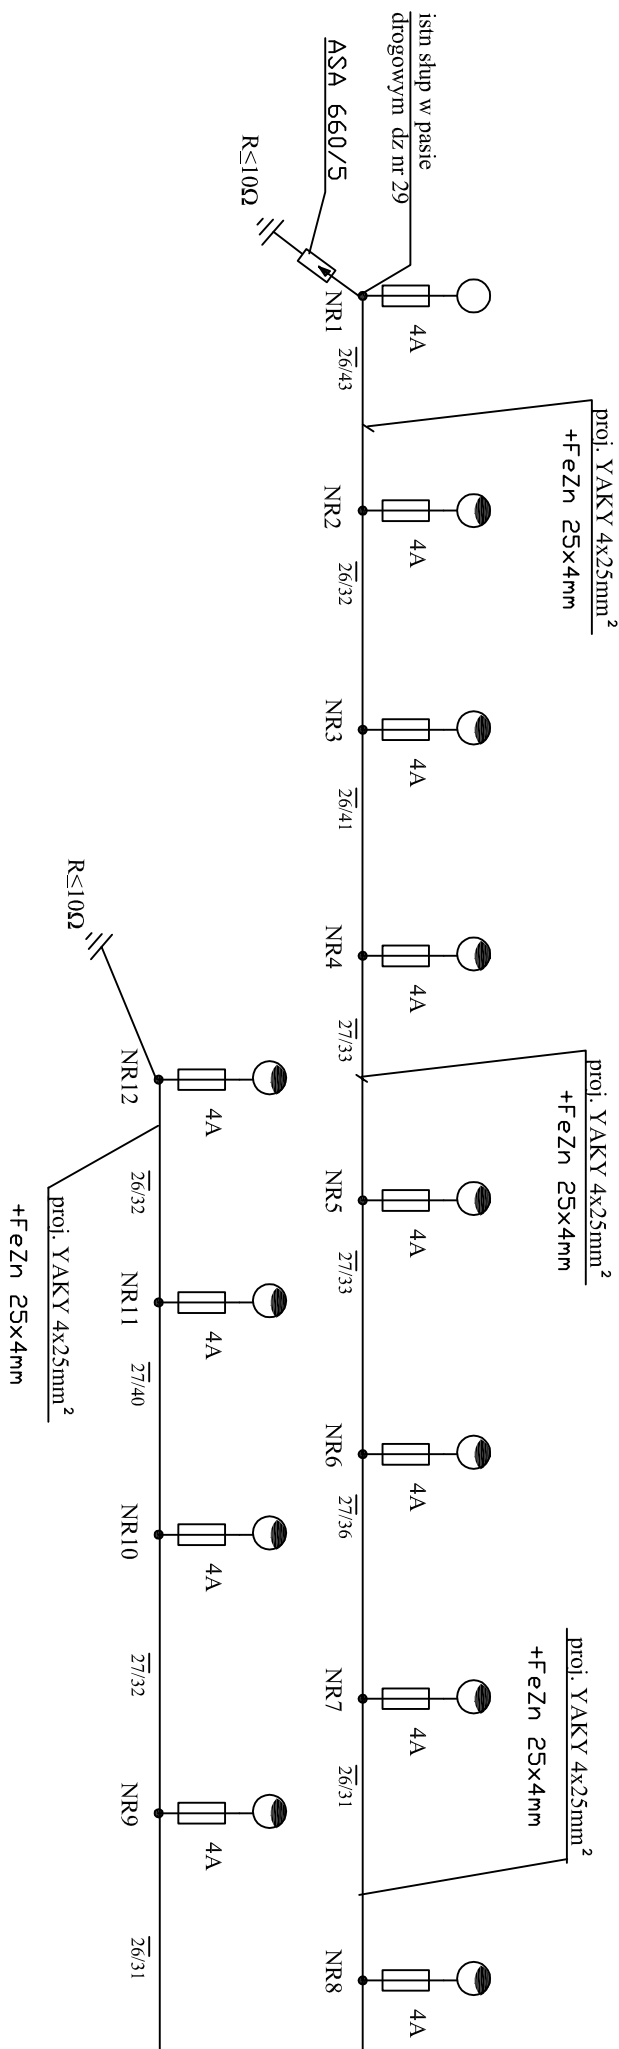 istn słup w pasie
drogowym dz nr 29
ASA 660/5
R≤10Ω
NR1
4A
26/43
proj. YAKY 4x25mm²
+FeZn 25x4mm
NR2
4A
26/32
NR3
4A
26/41
NR4
4A
27/33
proj. YAKY 4x25mm²
+FeZn 25x4mm
NR5
4A
27/33
NR6
4A
27/36
NR7
4A
26/31
proj. YAKY 4x25mm²
+FeZn 25x4mm
NR8
4A
R≤10Ω
NR12
4A
26/32
proj. YAKY 4x25mm²
+FeZn 25x4mm
NR11
4A
27/40
NR10
4A
27/32
NR9
4A
26/31